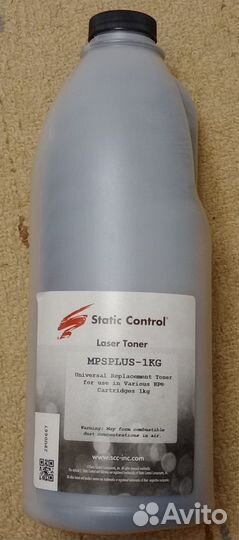 Static Control®
Laser Toner
MPSPLUS-1KG
Universal Replacement Toner
for use in Various HP®
Cartridges 1kg
Warning: May form combustible
dust concentrations in air.
www.scc-inc.com
Avito